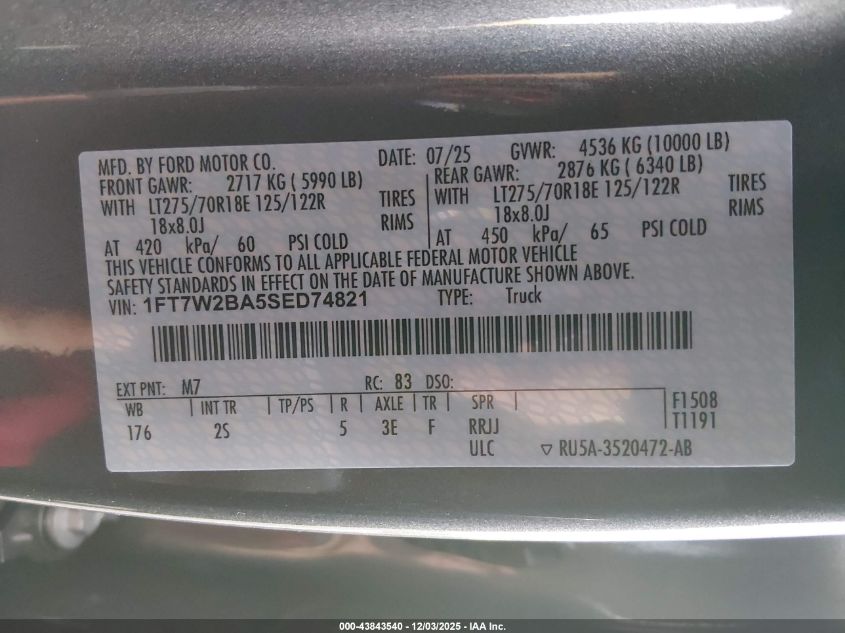 MFD. BY FORD MOTOR CO. DATE: 07/25 GVWR: 4536 KG (10000 LB)
FRONT GAWR: 2717 KG ( 5990 LB) REAR GAWR: 2876 KG ( 6340 LB)
WITH LT275/70R18E 125/122R TIRES WITH LT275/70R18E 125/122R TIRES
18x8.0J RIMS 18x8.0J RIMS
AT 420 kPa/ 60 PSI COLD AT 450 kPa/ 65 PSI COLD
THIS VEHICLE CONFORMS TO ALL APPLICABLE FEDERAL MOTOR VEHICLE
SAFETY STANDARDS IN EFFECT ON THE DATE OF MANUFACTURE SHOWN ABOVE.
VIN: 1FT7W2BA5SED74821 TYPE: Truck
EXT PNT: M7 RC: 83 DSO:
WB | INT TR | TP/PS | R | AXLE | TR | SPR | F1508
176 2S 5 3E F RRJJ T1191
ULC ▽ RU5A-3520472-AB
000-43843540 - 12/03/2025 - IAA Inc.